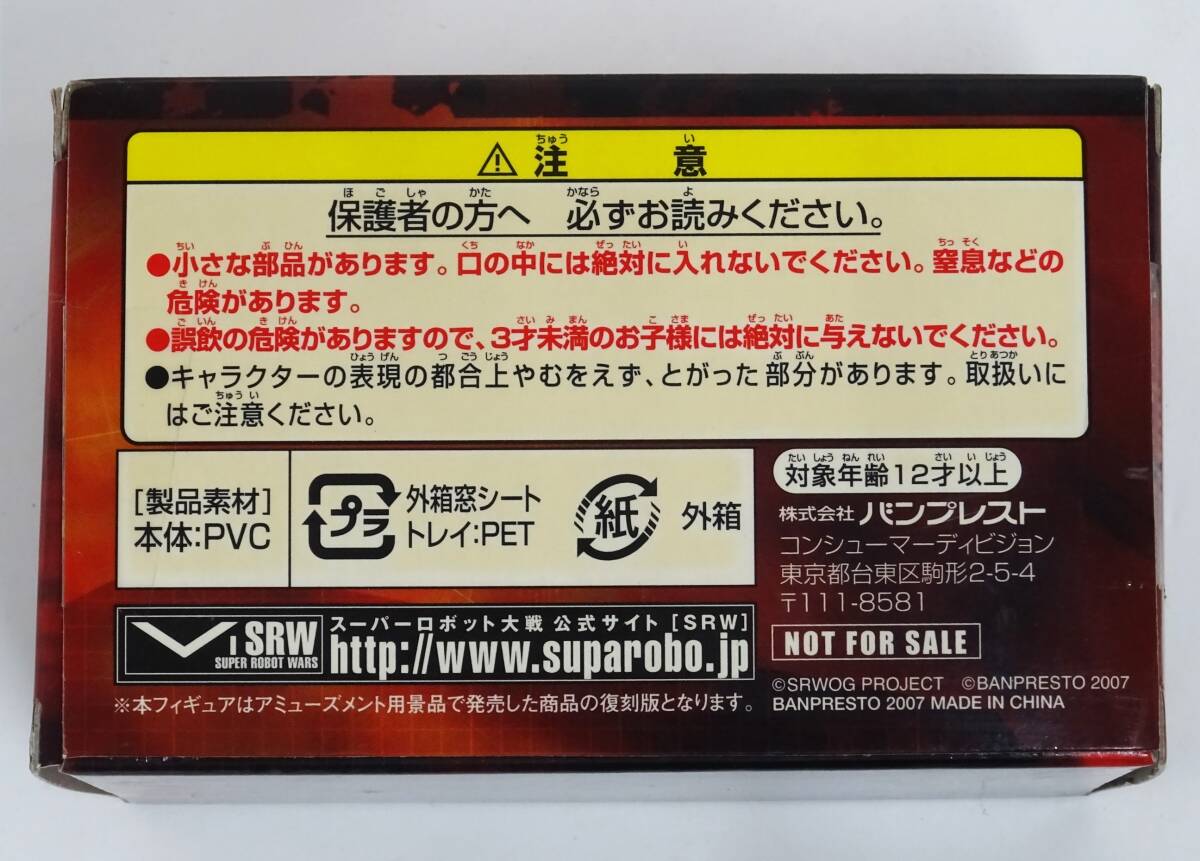 ⚠注意
保護者の方へ 必ずお読みください。
●小さな部品があります。口の中には絶対に入れないでください。窒息などの
危険があります。
●誤飲の危険がありますので、3才未満のお子様には絶対に与えないでください。
●キャラクターの表現の都合上やむをえず、とがった部分があります。取扱いに
はご注意ください。
[製品素材]
本体:PVC
プラ
外箱窓シート
トレイ:PET
紙
外箱
対象年齢12才以上
株式会社 バンプレスト
コンシューマーディビジョン
東京都台東区駒形2-5-4
〒111-8581
SRW
SUPER ROBOT WARS
スーパーロボット大戦 公式サイト [SRW]
http://www.suparobo.jp
NOT FOR SALE
※本フィギュアはアミューズメント用景品で発売した商品の復刻版となります。
©SRWOG PROJECT ©BANPRESTO 2007
BANPRESTO 2007 MADE IN CHINA